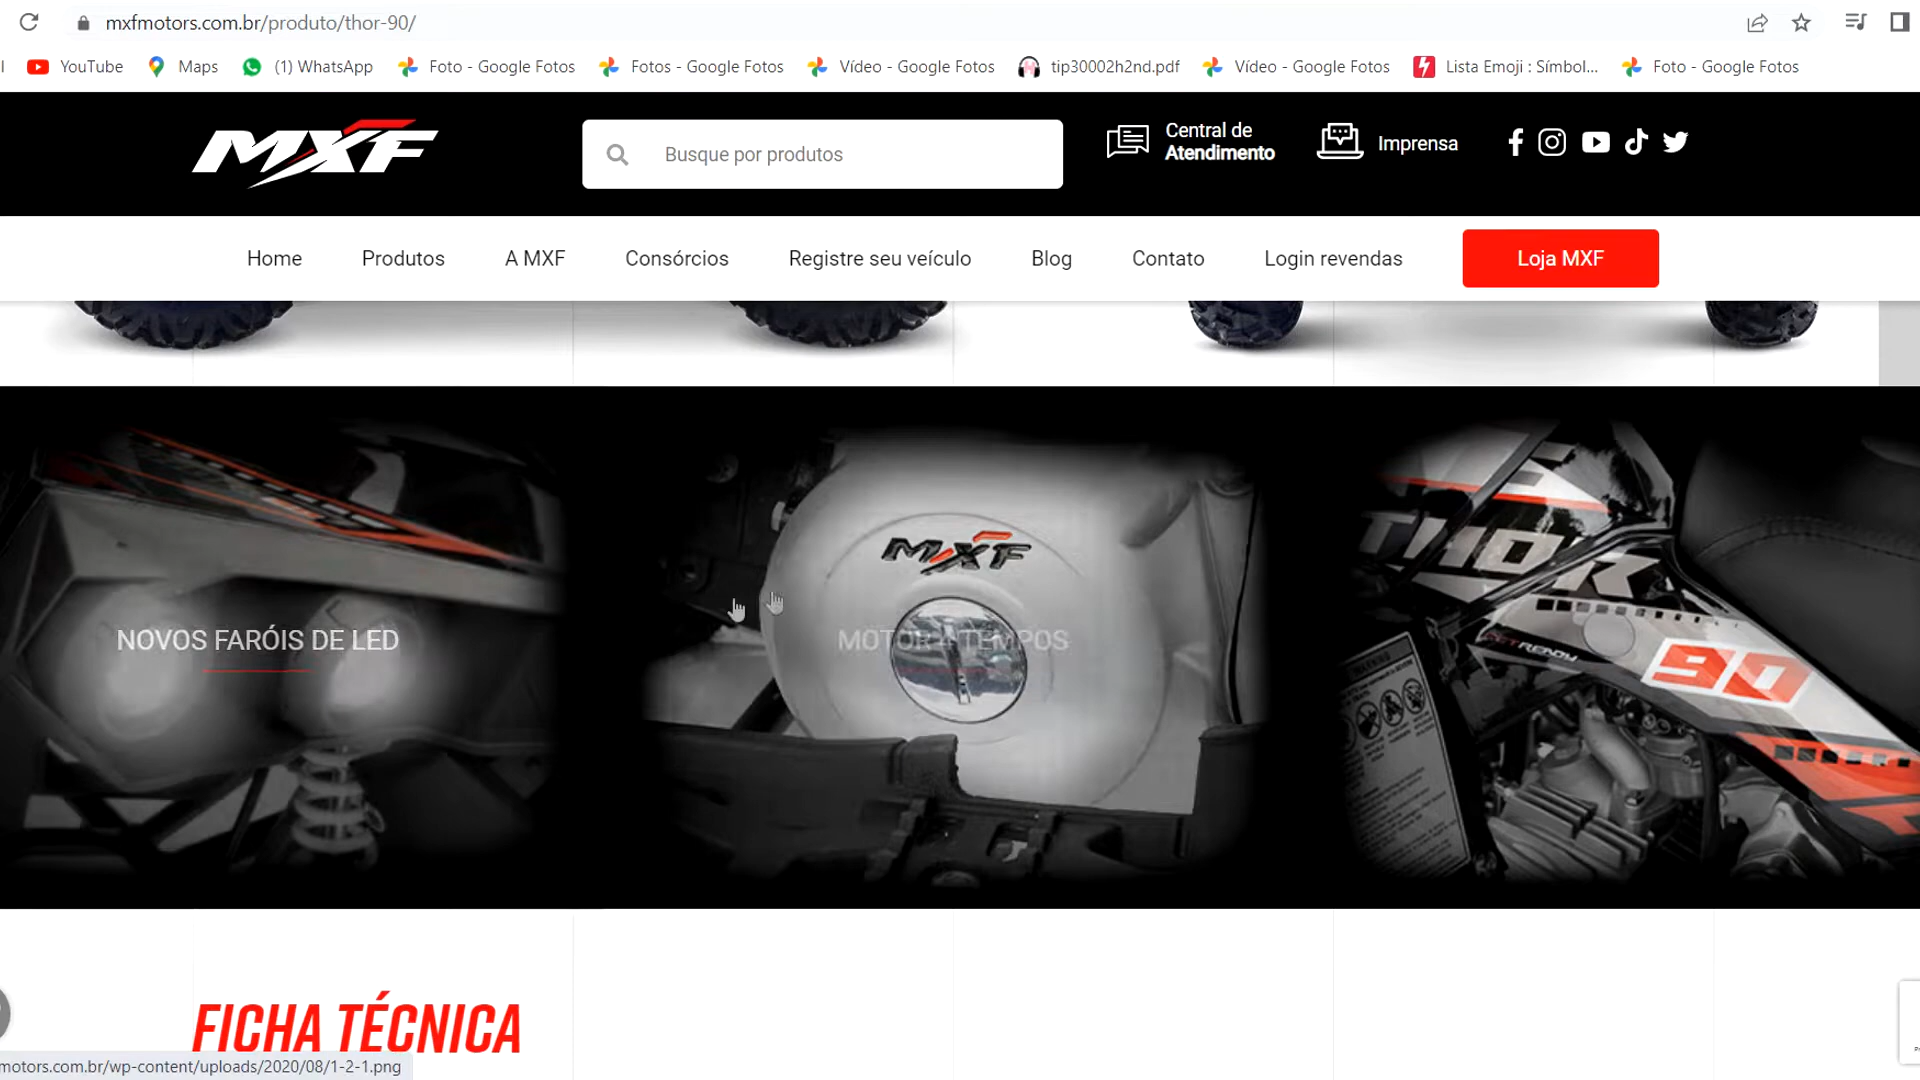 mxfmotors.com.br/produto/thor-90/
YouTube
Maps
(1) WhatsApp
Foto - Google Fotos
Fotos - Google Fotos
Vídeo - Google Fotos
tip30002h2nd.pdf
Vídeo - Google Fotos
Lista Emoji : Símbol...
Foto - Google Fotos
MXF
Busque por produtos
Central de
Atendimento
Imprensa
Home
Produtos
A MXF
Consórcios
Registre seu veículo
Blog
Contato
Login revendas
Loja MXF
NOVOS FARÓIS DE LED
MXF
MOTOR 4 TEMPOS
THOR
READY
90
WARNING
FICHA TÉCNICA
motors.com.br/wp-content/uploads/2020/08/1-2-1.png